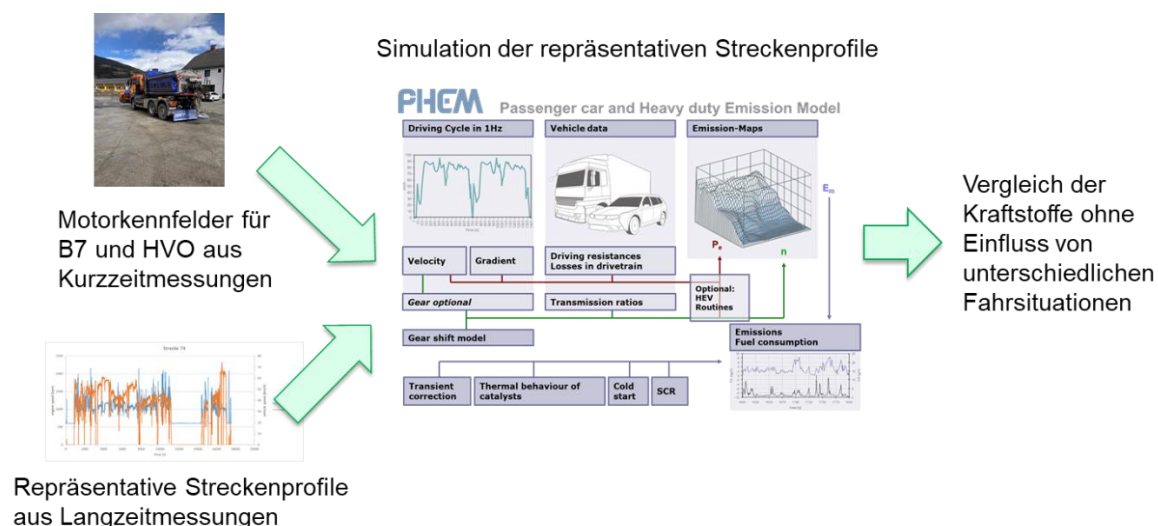 Simulation der repräsentativen Streckenprofile
Motorkennfelder für
B7 und HVO aus
Kurzzeitmessungen
Repräsentative Streckenprofile
aus Langzeitmessungen
PHEM Passenger car and Heavy duty Emission Model
Driving Cycle in 1Hz
Vehicle data
Emission-Maps
Em
Pe
n
Velocity
Gradient
Driving resistances
Losses in drivetrain
Gear optional
Transmission ratios
Optional:
HEV
Routines
Gear shift model
Emissions
Fuel consumption
Transient
correction
Thermal behaviour of
catalysts
Cold
start
SCR
Vergleich der
Kraftstoffe ohne
Einfluss von
unterschiedlichen
Fahrsituationen